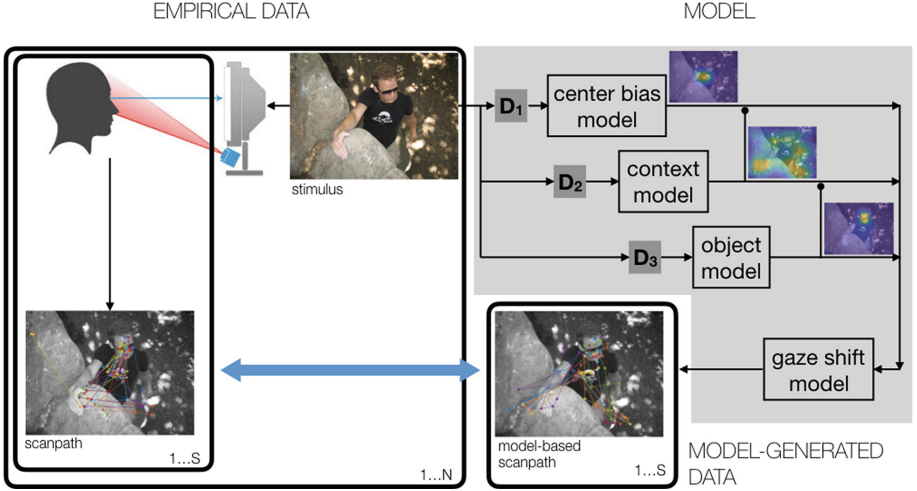 EMPIRICAL DATA
MODEL
stimulus
D1
center bias
model
D2
context
model
D3
object
model
gaze shift
model
scanpath
1...S
1...N
model-based
scanpath
1...S
MODEL-GENERATED
DATA